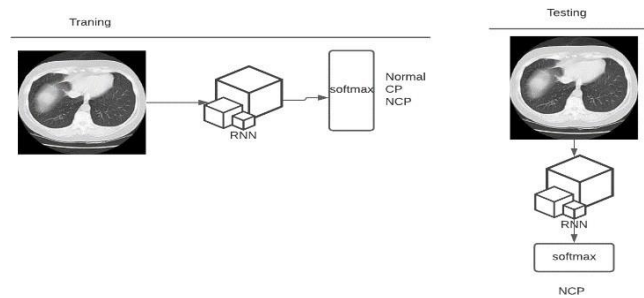 Traning
RNN
softmax
Normal
CP
NCP
Testing
RNN
softmax
NCP